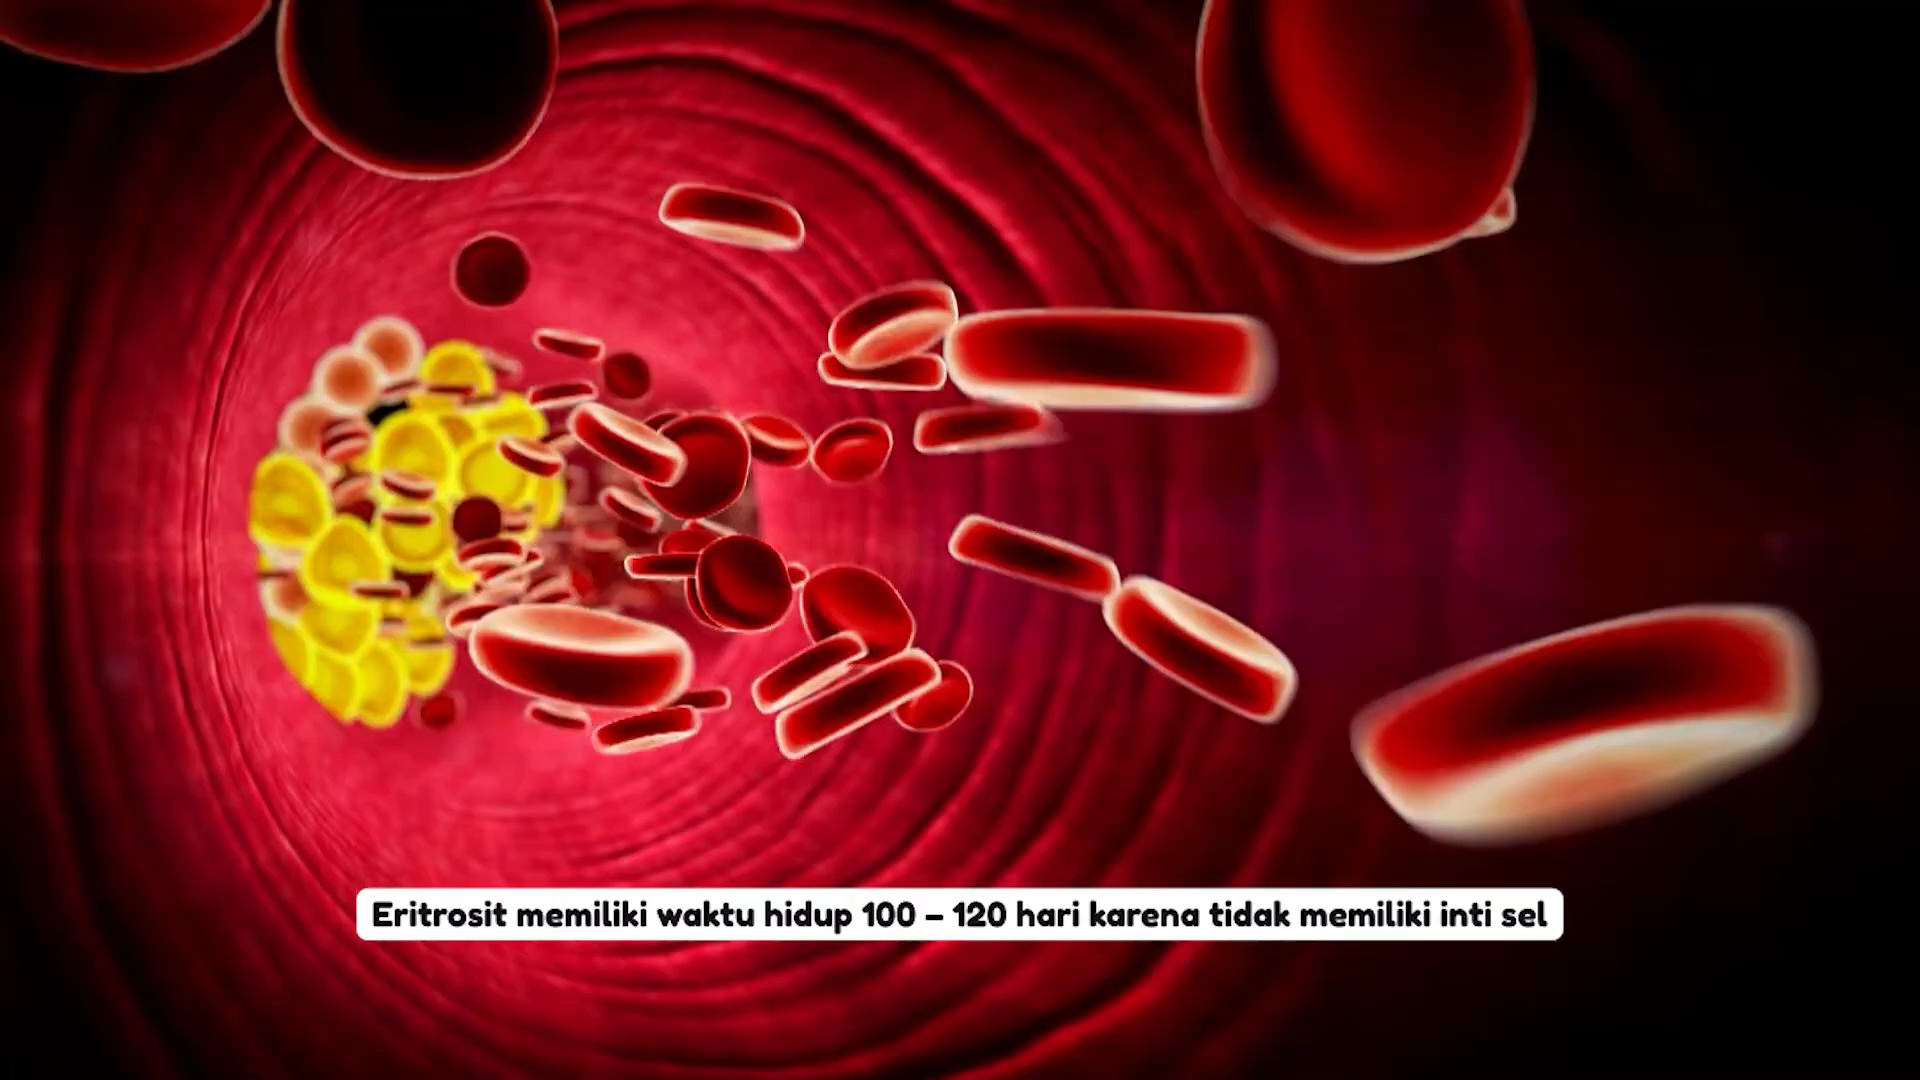 Eritrosit memiliki waktu hidup 100 – 120 hari karena tidak memiliki inti sel